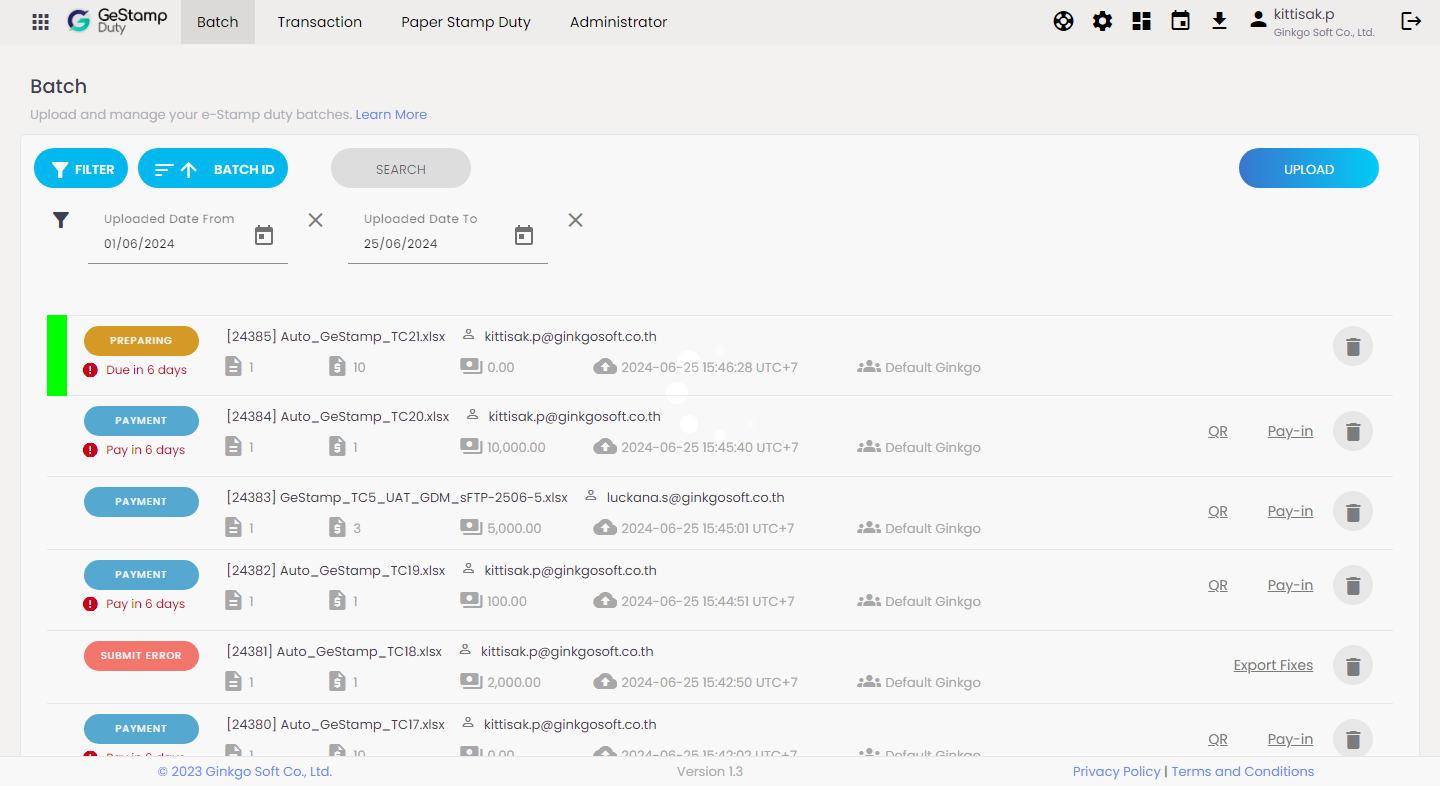 GeStamp
Duty
Batch
Transaction
Paper Stamp Duty
Administrator
kittisak.p
Ginkgo Soft Co., Ltd.
Batch
Upload and manage your e-Stamp duty batches. Learn More
FILTER
BATCH ID
SEARCH
UPLOAD
Uploaded Date From
01/06/2024
Uploaded Date To
25/06/2024
PREPARING
[24385] Auto_GeStamp_TC21.xlsx kittisak.p@ginkgosoft.co.th
Due in 6 days
1 10 0.00 2024-06-25 15:46:28 UTC+7 Default Ginkgo
PAYMENT
[24384] Auto_GeStamp_TC20.xlsx kittisak.p@ginkgosoft.co.th
QR Pay-in
Pay in 6 days
1 1 10,000.00 2024-06-25 15:45:40 UTC+7 Default Ginkgo
PAYMENT
[24383] GeStamp_TC5_UAT_GDM_sFTP-2506-5.xlsx luckana.s@ginkgosoft.co.th
QR Pay-in
1 3 5,000.00 2024-06-25 15:45:01 UTC+7 Default Ginkgo
PAYMENT
[24382] Auto_GeStamp_TC19.xlsx kittisak.p@ginkgosoft.co.th
QR Pay-in
Pay in 6 days
1 1 100.00 2024-06-25 15:44:51 UTC+7 Default Ginkgo
SUBMIT ERROR
[24381] Auto_GeStamp_TC18.xlsx kittisak.p@ginkgosoft.co.th
Export Fixes
1 1 2,000.00 2024-06-25 15:42:50 UTC+7 Default Ginkgo
PAYMENT
[24380] Auto_GeStamp_TC17.xlsx kittisak.p@ginkgosoft.co.th
QR Pay-in
Pay in 6 days
1 10 0.00 2024-06-25 15:42:02 UTC+7 Default Ginkgo
© 2023 Ginkgo Soft Co., Ltd.
Version 1.3
Privacy Policy | Terms and Conditions